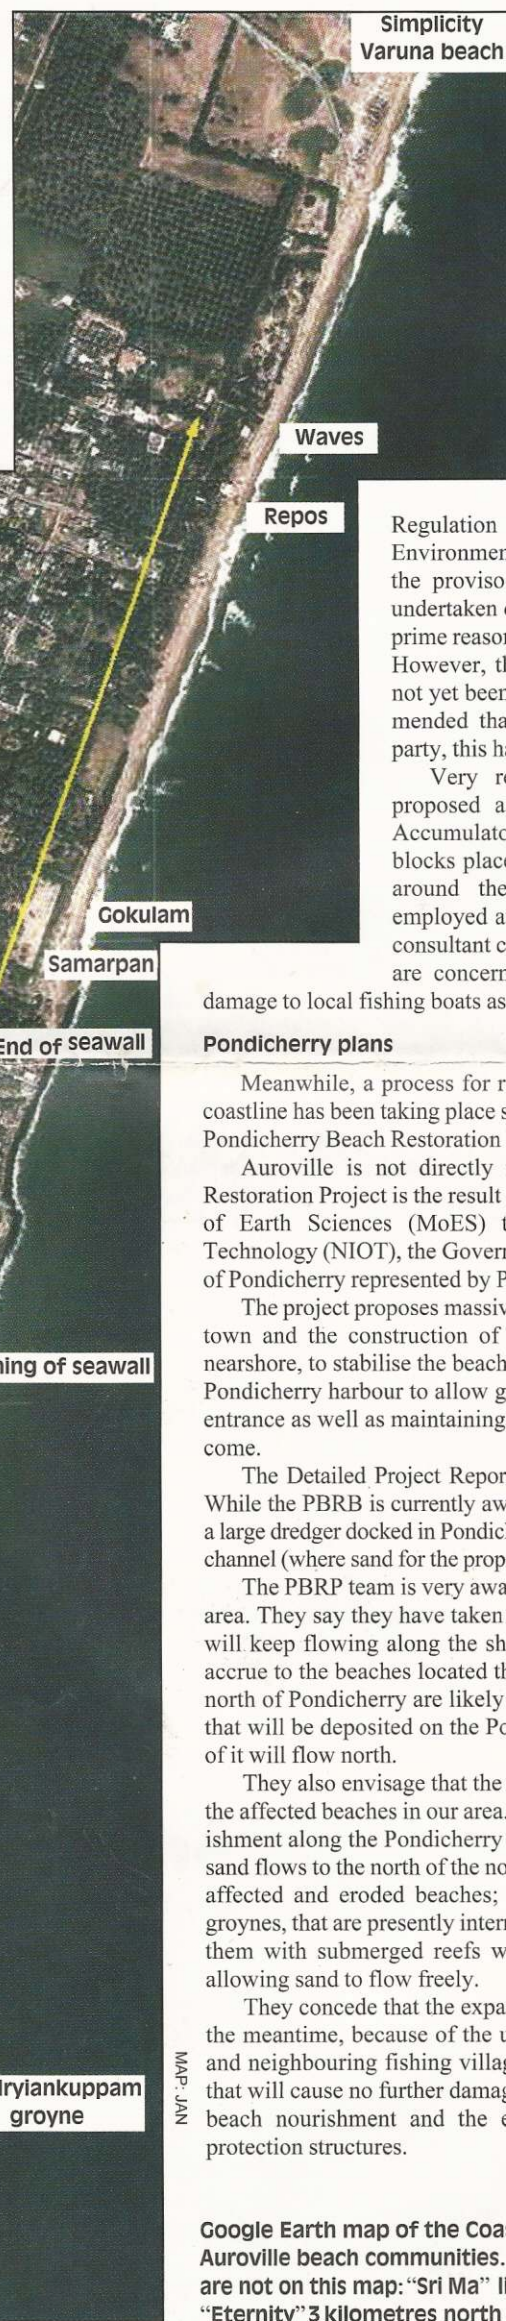 Simplicity
Varuna beach
Waves
Repos
Gokulam
Samarpan
End of seawall
ning of seawall
riyiankuppam
groyne
MAP: JAN
Regulation
Environmen
the proviso
undertaken
prime reason
However, th
not yet been
mended tha
party, this ha
Very re
proposed a
Accumulato
blocks place
around the
employed a
consultant c
are concern
damage to local fishing boats as
Pondicherry plans
Meanwhile, a process for r
coastline has been taking place s
Pondicherry Beach Restoration
Auroville is not directly
Restoration Project is the result
of Earth Sciences (MoES) t
Technology (NIOT), the Govern
of Pondicherry represented by P
The project proposes massiv
town and the construction of
nearshore, to stabilise the beach
Pondicherry harbour to allow g
entrance as well as maintaining
come.
The Detailed Project Repor
While the PBRB is currently aw
a large dredger docked in Pondich
channel (where sand for the prop
The PBRP team is very awa
area. They say they have taken
will keep flowing along the sh
accrue to the beaches located th
north of Pondicherry are likely
that will be deposited on the Po
of it will flow north.
They also envisage that the
the affected beaches in our area.
ishment along the Pondicherry
sand flows to the north of the no
affected and eroded beaches;
groynes, that are presently intern
them with submerged reefs w
allowing sand to flow freely.
They concede that the expa
the meantime, because of the u
and neighbouring fishing villag
that will cause no further damag
beach nourishment and the e
protection structures.
Google Earth map of the Coas
Auroville beach communities.
are not on this map: “Sri Ma” li
“Eternity” 3 kilometres north